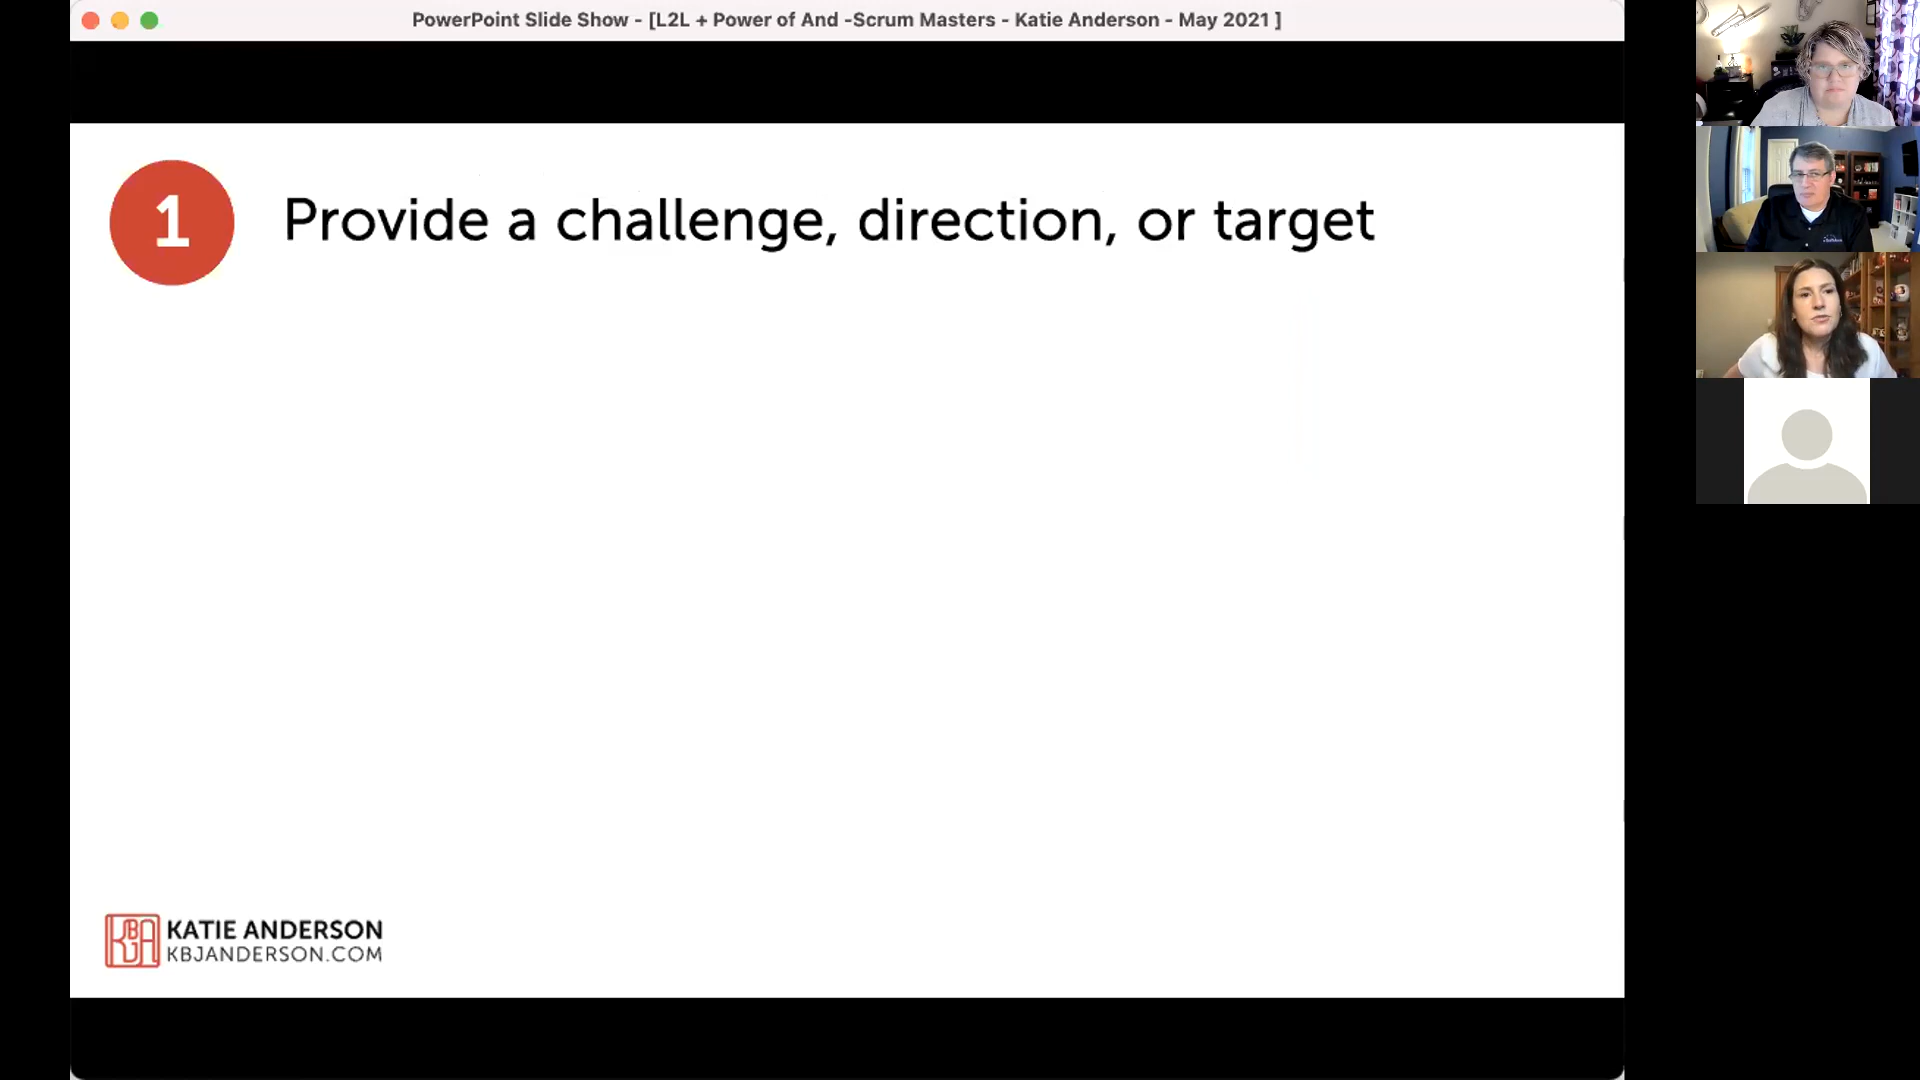 PowerPoint Slide Show - [L2L + Power of And -Scrum Masters - Katie Anderson - May 2021 ]
1 Provide a challenge, direction, or target
KBJA KATIE ANDERSON
KBJANDERSON.COM